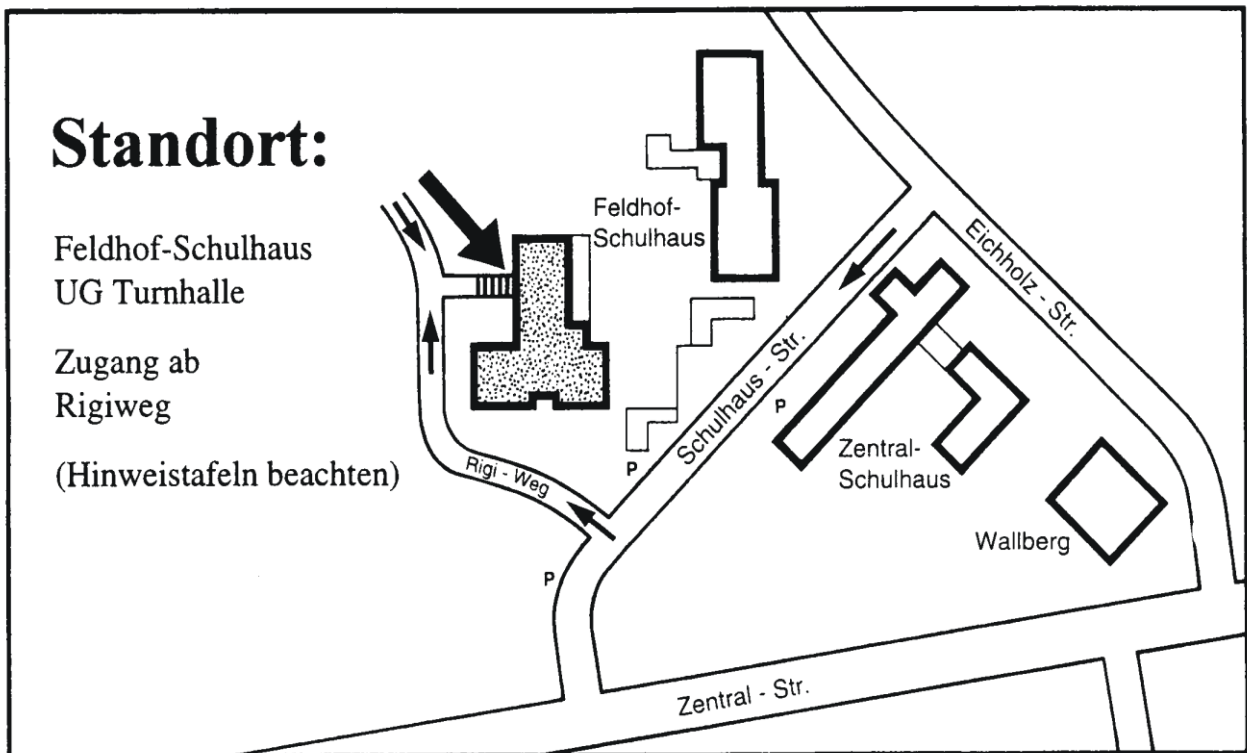 Standort:
Feldhof-Schulhaus
UG Turnhalle
Zugang ab
Rigiweg
(Hinweistafeln beachten)
Feldhof-
Schulhaus
Eichholz - Str.
Schulhaus - Str.
P
Zentral-
Schulhaus
P
Rigi - Weg
Wallberg
P
Zentral - Str.